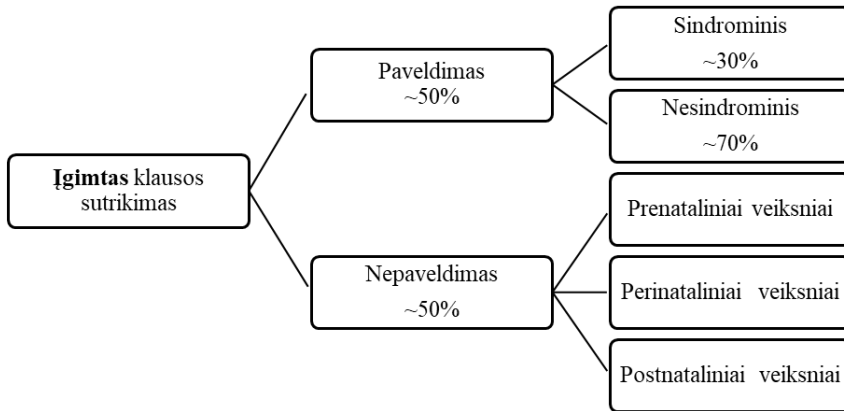 Įgimtas klausos
sutrikimas
Paveldimas
~50%
Sindrominis
~30%
Nesindrominis
~70%
Nepaveldimas
~50%
Prenataliniai veiksniai
Perinataliniai veiksniai
Postnataliniai veiksniai